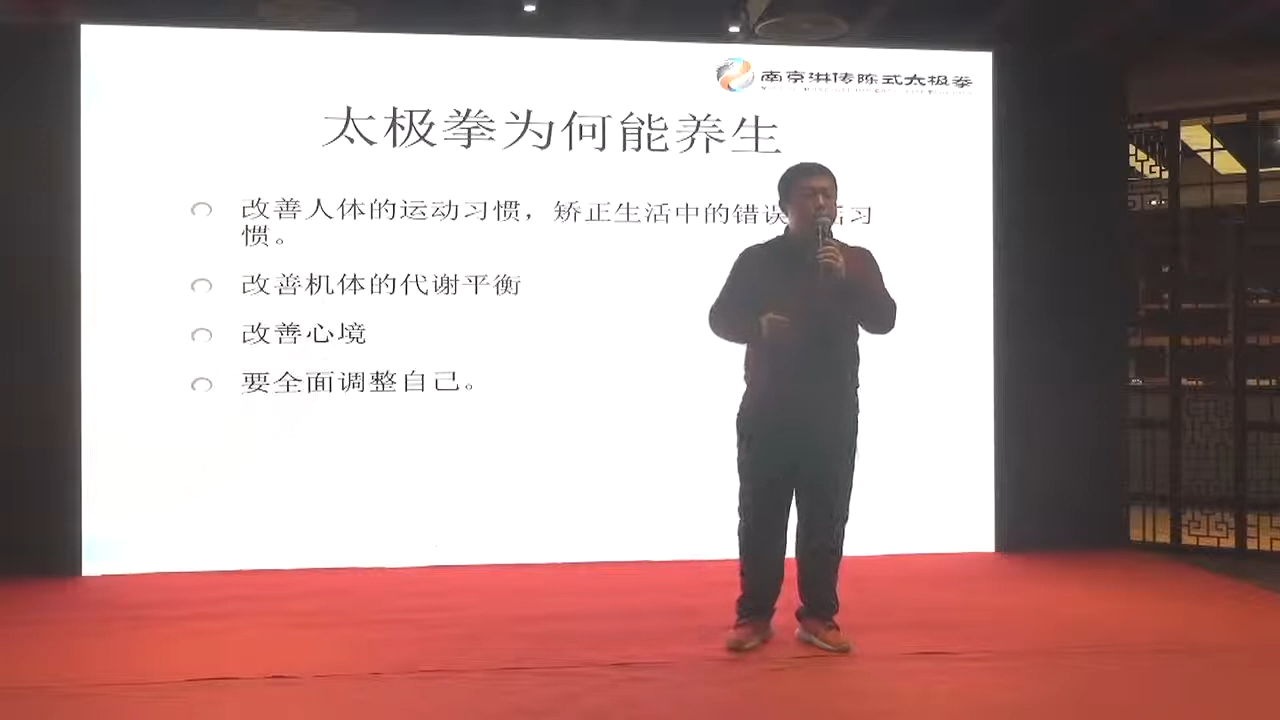 南京洪传陈式太极拳
太极拳为何能养生
改善人体的运动习惯，矫正生活中的错误 活习
惯。
改善机体的代谢平衡
改善心境
要全面调整自己。